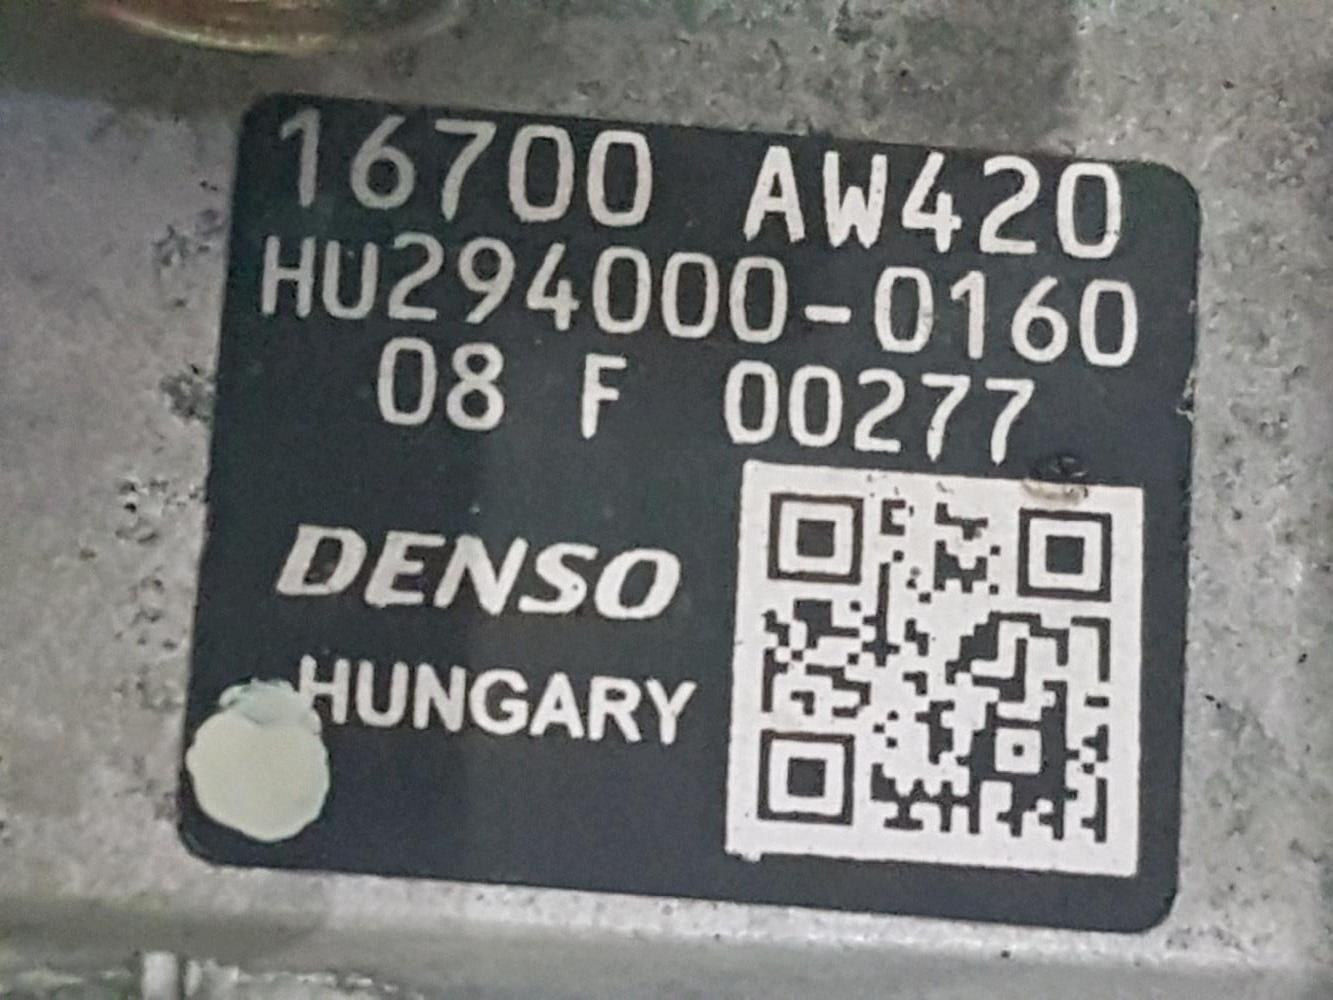 16700 AW420
HU294000-0160
08 F 00277
DENSO
HUNGARY